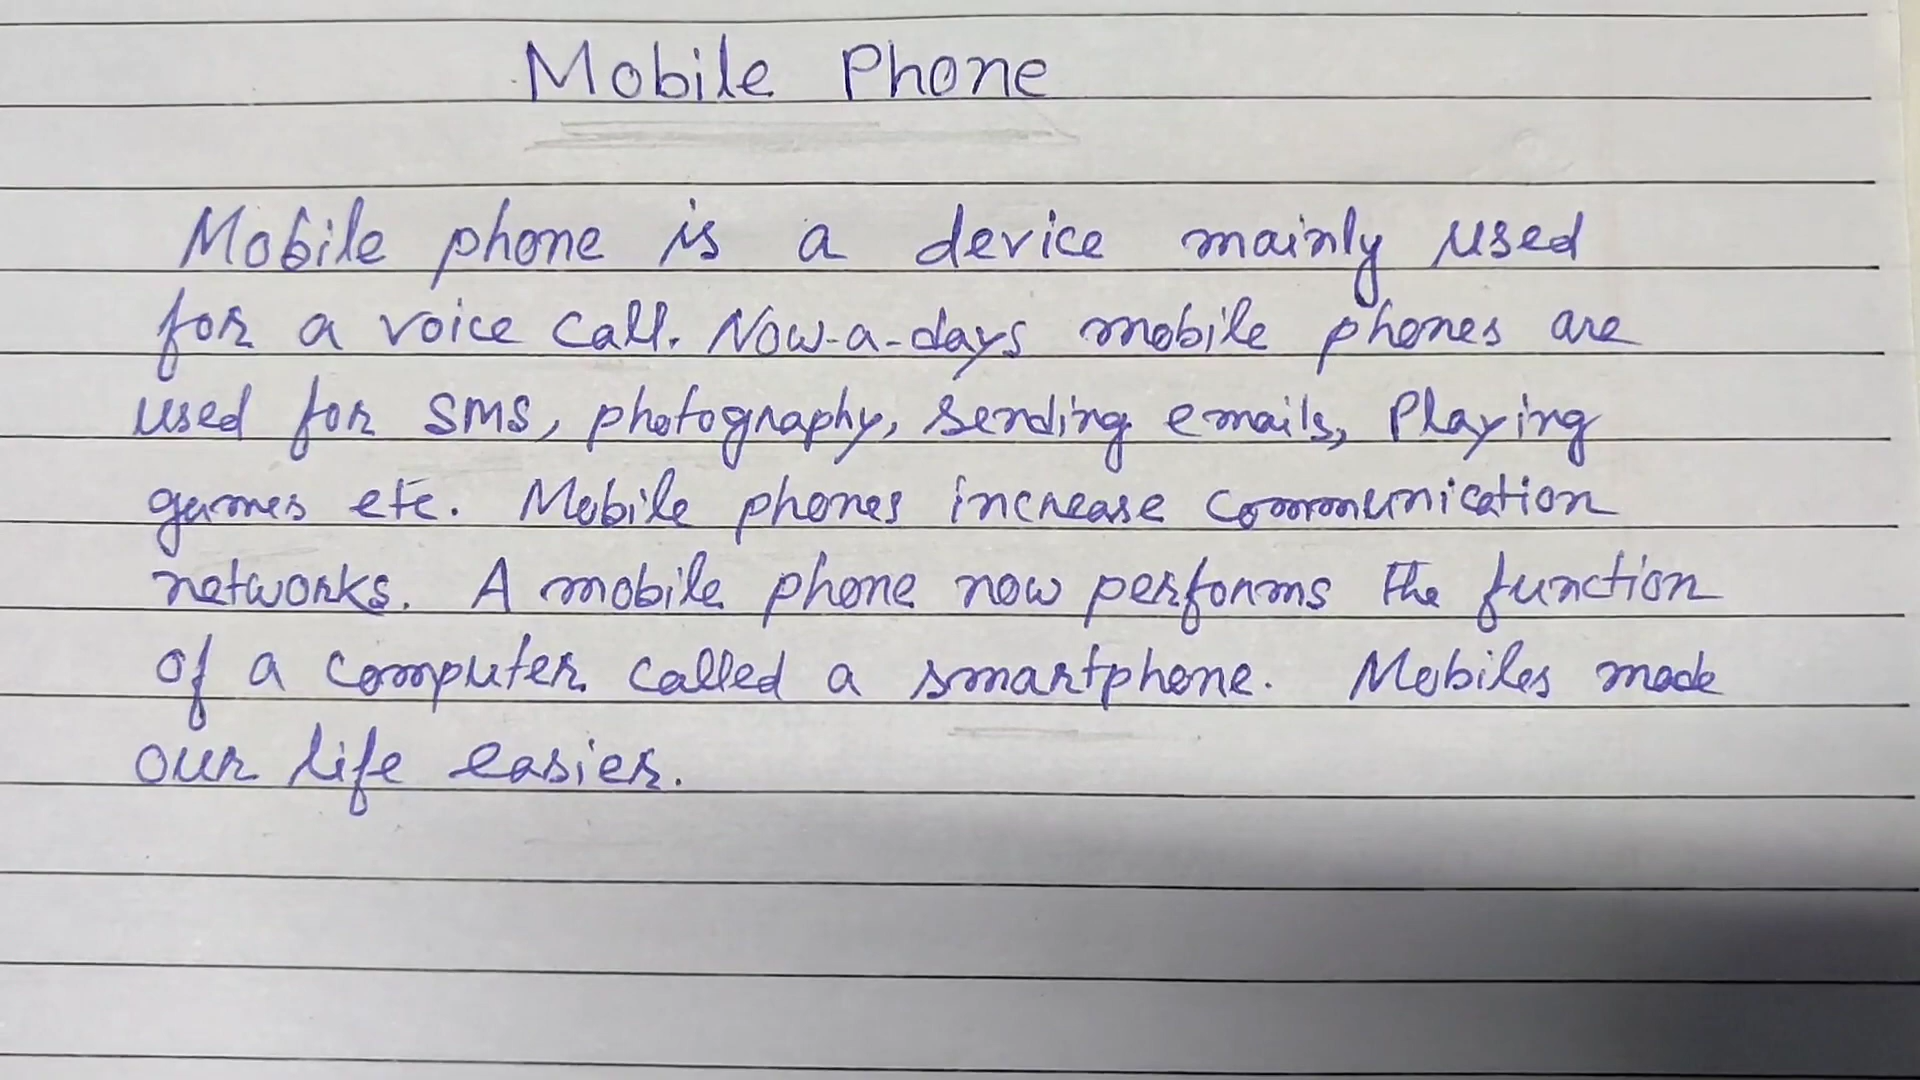 Mobile Phone
Mobile phone is a device mainly used
for a voice call. Now-a-days mobile phones are
used for SMS, photography, sending emails, Playing
games etc. Mobile phones increase communication
networks. A mobile phone now performs the function
of a computer called a smartphone. Mobiles made
our life easier.